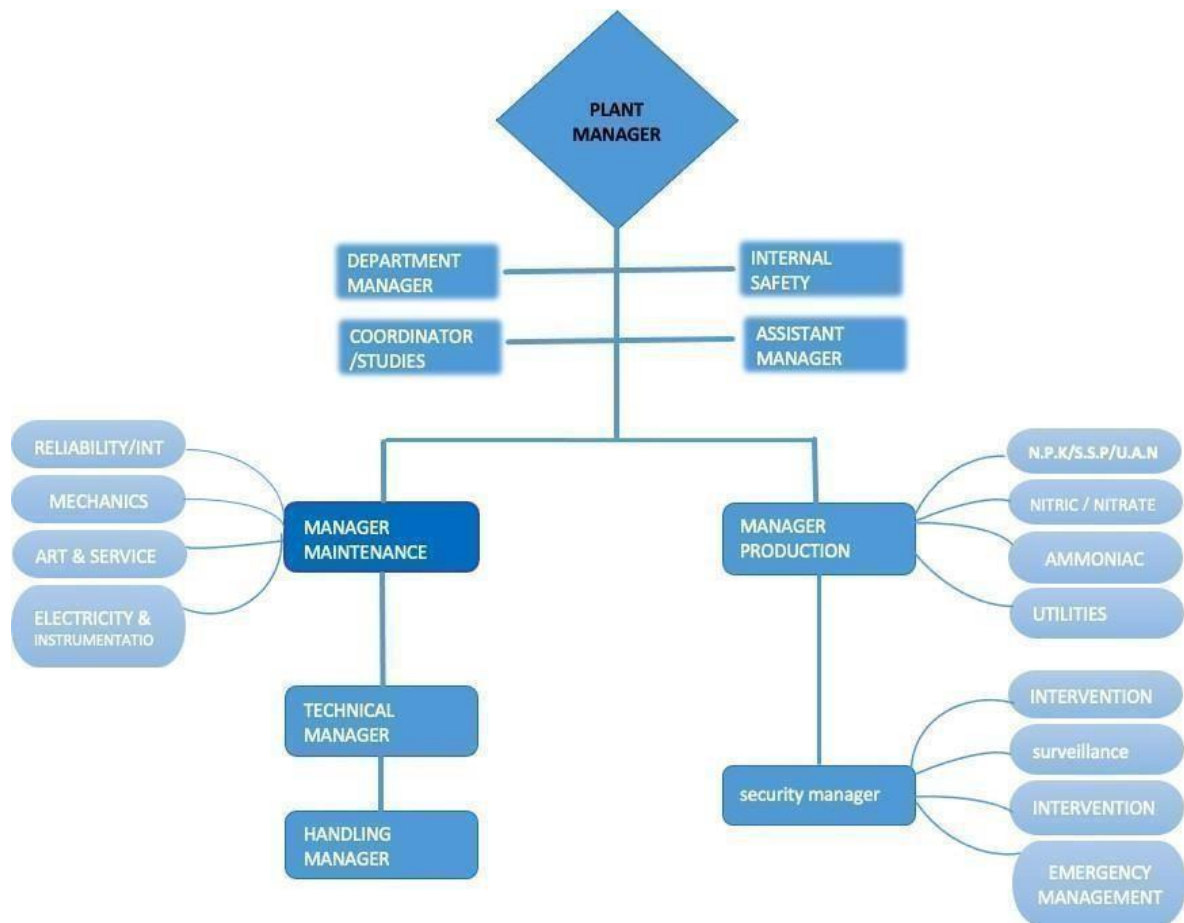 PLANT
MANAGER
DEPARTMENT
MANAGER
INTERNAL
SAFETY
COORDINATOR
/STUDIES
ASSISTANT
MANAGER
RELIABILITY/INT
MECHANICS
ART & SERVICE
ELECTRICITY &
INSTRUMENTATIO
MANAGER
MAINTENANCE
MANAGER
PRODUCTION
N.P.K/S.S.P/U.A.N
NITRIC / NITRATE
AMMONIAC
UTILITIES
TECHNICAL
MANAGER
HANDLING
MANAGER
security manager
INTERVENTION
surveillance
INTERVENTION
EMERGENCY
MANAGEMENT